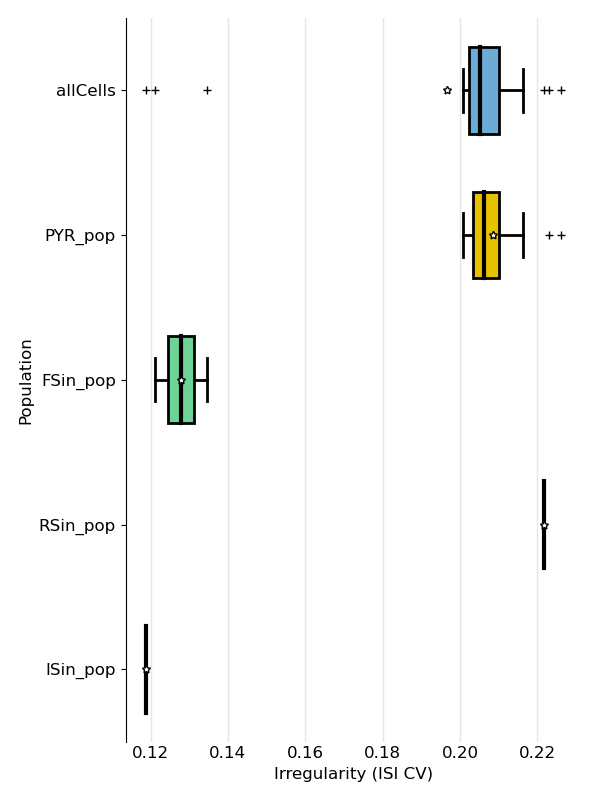 allCells
PYR_pop
FSin_pop
RSin_pop
ISin_pop
Population
0.12 0.14 0.16 0.18 0.20 0.22
Irregularity (ISI CV)